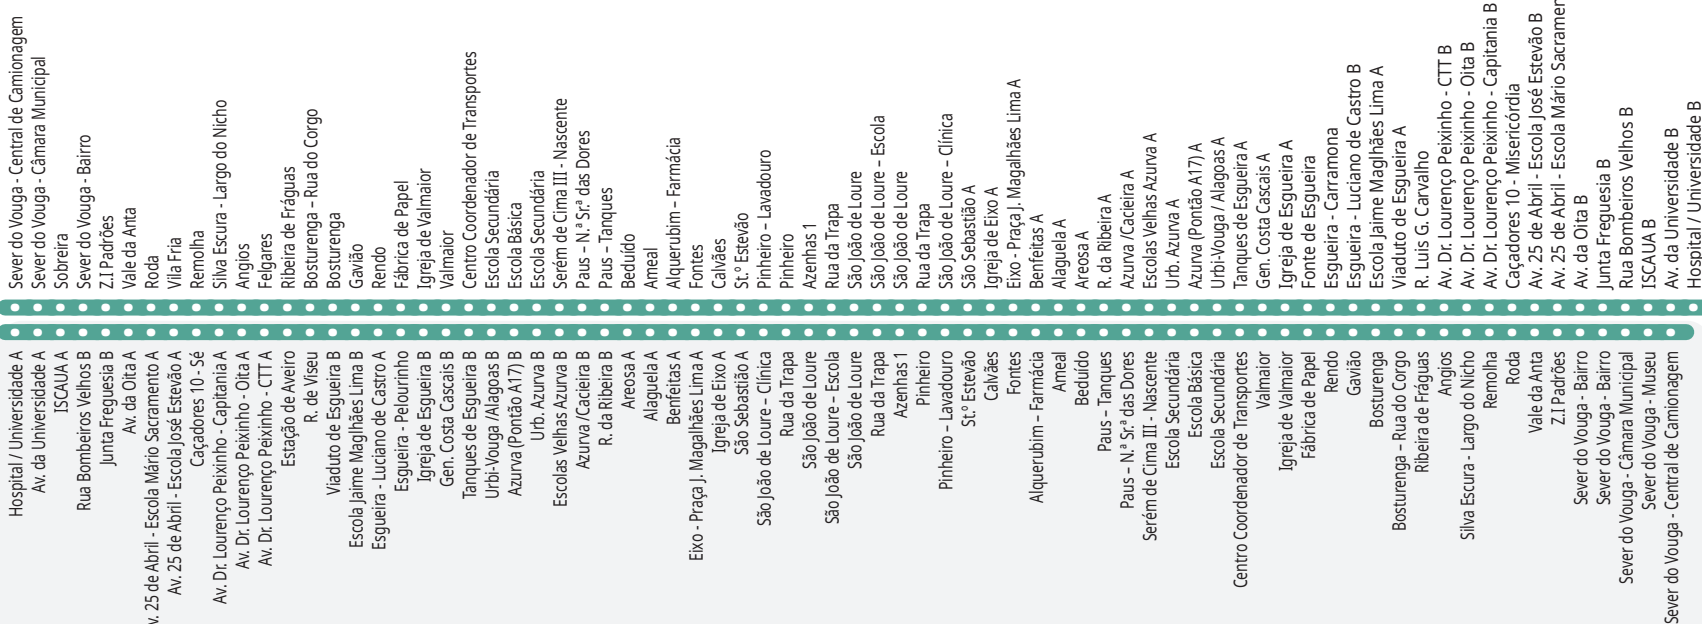 Sever do Vouga - Central de Camionagem
Sever do Vouga - Câmara Municipal
Sobreira
Sever do Vouga - Bairro
Z.I Padrões
Vale da Anta
Roda
Vila Fria
Remolha
Silva Escura - Largo do Nicho
Angios
Felgares
Ribeira de Fráguas
Bosturenga – Rua do Corgo
Bosturenga
Gavião
Rendo
Fábrica de Papel
Igreja de Valmaior
Valmaior
Centro Coordenador de Transportes
Escola Secundária
Escola Básica
Escola Secundária
Serém de Cima III - Nascente
Paus – N.ª Sr.ª das Dores
Paus – Tanques
Beduído
Ameal
Alquerubim – Farmácia
Fontes
Calvães
St.º Estevão
Pinheiro – Lavadouro
Pinheiro
Azenhas 1
Rua da Trapa
São João de Loure
São João de Loure – Escola
São João de Loure
Rua da Trapa
São João de Loure – Clínica
São Sebastião A
Igreja de Eixo A
Eixo - Praça J. Magalhães Lima A
Benfeitas A
Alaguela A
Areosa A
R. da Ribeira A
Azurva /Cacieira A
Escolas Velhas Azurva A
Urb. Azurva A
Azurva (Pontão A17) A
Urbi-Vouga / Alagoas A
Tanques de Esgueira A
Gen. Costa Cascais A
Igreja de Esgueira A
Fonte de Esgueira
Esgueira - Carramona
Esgueira - Luciano de Castro B
Escola Jaime Maglhães Lima A
Viaduto de Esgueira A
R. Luis G. Carvalho
Av. Dr. Lourenço Peixinho - CTT B
Av. Dr. Lourenço Peixinho - Oita B
Av. Dr. Lourenço Peixinho - Capitania B
Caçadores 10 - Misericórdia
Av. 25 de Abril - Escola José Estevão B
Av. 25 de Abril - Escola Mário Sacramen
Av. da Oita B
Junta Freguesia B
Rua Bombeiros Velhos B
ISCAUA B
Av. da Universidade B
Hospital / Universidade B
Hospital / Universidade A
Av. da Universidade A
ISCAUA A
Rua Bombeiros Velhos B
Junta Freguesia B
Av. da Oita A
v. 25 de Abril - Escola Mário Sacramento A
Av. 25 de Abril - Escola José Estevão A
Caçadores 10 - Sé
Av. Dr. Lourenço Peixinho - Capitania A
Av. Dr. Lourenço Peixinho - Oita A
Av. Dr. Lourenço Peixinho - CTT A
Estação de Aveiro
R. de Viseu
Viaduto de Esgueira B
Escola Jaime Maglhães Lima B
Esgueira - Luciano de Castro A
Esgueira - Pelourinho
Igreja de Esgueira B
Gen. Costa Cascais B
Tanques de Esgueira B
Urbi-Vouga /Alagoas B
Azurva (Pontão A17) B
Urb. Azurva B
Escolas Velhas Azurva B
Azurva /Cacieira B
R. da Ribeira B
Areosa A
Alaguela A
Benfeitas A
Eixo - Praça J. Magalhães Lima A
Igreja de Eixo A
São Sebastião A
São João de Loure – Clínica
Rua da Trapa
São João de Loure
São João de Loure – Escola
São João de Loure
Rua da Trapa
Azenhas 1
Pinheiro
Pinheiro – Lavadouro
St.º Estevão
Calvães
Fontes
Alquerubim – Farmácia
Ameal
Beduído
Paus – Tanques
Paus – N.ª Sr.ª das Dores
Serém de Cima III - Nascente
Escola Secundária
Escola Básica
Escola Secundária
Centro Coordenador de Transportes
Valmaior
Igreja de Valmaior
Fábrica de Papel
Rendo
Gavião
Bosturenga
Bosturenga – Rua do Corgo
Ribeira de Fráguas
Angios
Silva Escura - Largo do Nicho
Remolha
Roda
Vale da Anta
Z.I Padrões
Sever do Vouga - Bairro
Sever do Vouga - Bairro
Sever do Vouga - Câmara Municipal
Sever do Vouga - Museu
Sever do Vouga - Central de Camionagem